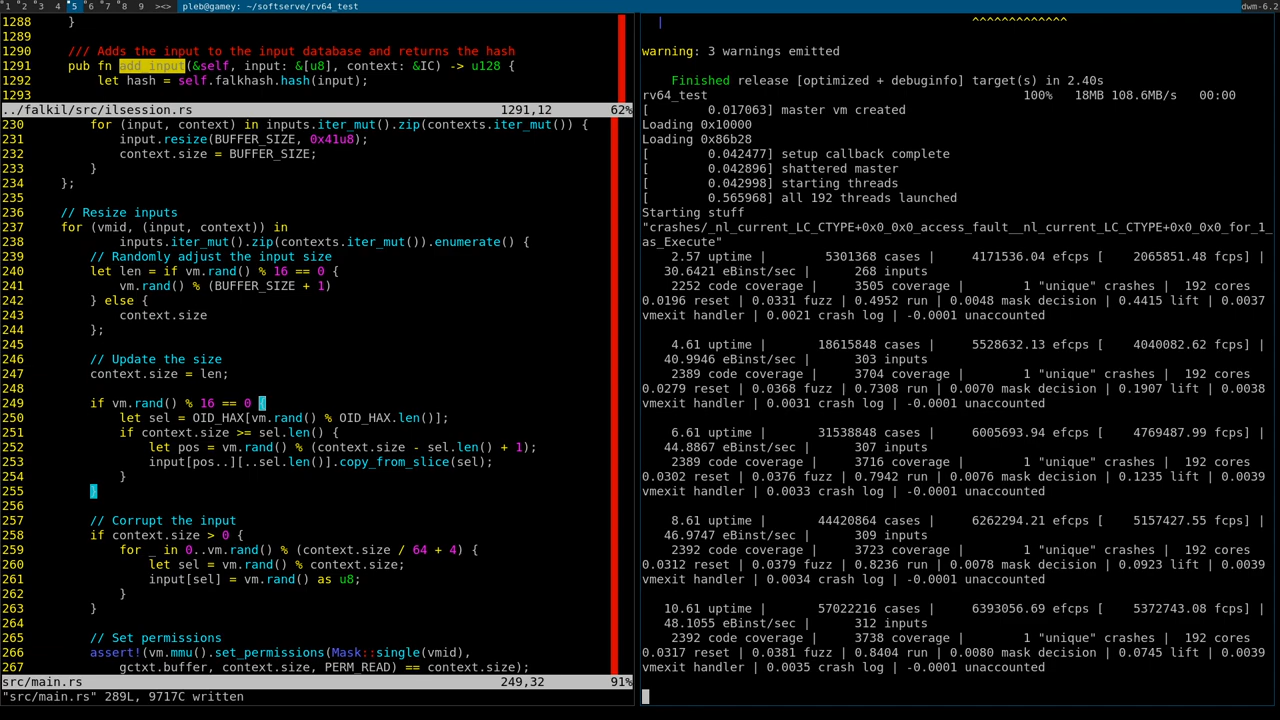 1 2 3 4 5 6 7 8 9 ><> pleb@gamey: ~/softserve/rv64_test dwm-6.2
1288 }
1289
1290 /// Adds the input to the input database and returns the hash
1291 pub fn add_input(&self, input: &[u8], context: &IC) -> u128 {
1292 let hash = self.falkhash.hash(input);
1293
../falkil/src/ilsession.rs 1291,12 62%
230 for (input, context) in inputs.iter_mut().zip(contexts.iter_mut()) {
231 input.resize(BUFFER_SIZE, 0x41u8);
232 context.size = BUFFER_SIZE;
233 }
234 };
235
236 // Resize inputs
237 for (vmid, (input, context)) in
238 inputs.iter_mut().zip(contexts.iter_mut()).enumerate() {
239 // Randomly adjust the input size
240 let len = if vm.rand() % 16 == 0 {
241 vm.rand() % (BUFFER_SIZE + 1)
242 } else {
243 context.size
244 };
245
246 // Update the size
247 context.size = len;
248
249 if vm.rand() % 16 == 0 {
250 let sel = OID_HAX[vm.rand() % OID_HAX.len()];
251 if context.size >= sel.len() {
252 let pos = vm.rand() % (context.size - sel.len() + 1);
253 input[pos..][..sel.len()].copy_from_slice(sel);
254 }
255 }
256
257 // Corrupt the input
258 if context.size > 0 {
259 for _ in 0..vm.rand() % (context.size / 64 + 4) {
260 let sel = vm.rand() % context.size;
261 input[sel] = vm.rand() as u8;
262 }
263 }
264
265 // Set permissions
266 assert!(vm.mmu().set_permissions(Mask::single(vmid),
267 gctxt.buffer, context.size, PERM_READ) == context.size);
src/main.rs 249,32 91%
"src/main.rs" 289L, 9717C written
| ^^^^^^^^^^^^^
warning: 3 warnings emitted
Finished release [optimized + debuginfo] target(s) in 2.40s
rv64_test 100% 18MB 108.6MB/s 00:00
[ 0.017063] master vm created
Loading 0x10000
Loading 0x86b28
[ 0.042477] setup callback complete
[ 0.042896] shattered master
[ 0.042998] starting threads
[ 0.565968] all 192 threads launched
Starting stuff
"crashes/_nl_current_LC_CTYPE+0x0_0x0_access_fault__nl_current_LC_CTYPE+0x0_0x0_for_1_
as_Execute"
2.57 uptime | 5301368 cases | 4171536.04 efcps [ 2065851.48 fcps] |
30.6421 eBinst/sec | 268 inputs
2252 code coverage | 3505 coverage | 1 "unique" crashes | 192 cores
0.0196 reset | 0.0331 fuzz | 0.4952 run | 0.0048 mask decision | 0.4415 lift | 0.0037
vmexit handler | 0.0021 crash log | -0.0001 unaccounted
4.61 uptime | 18615848 cases | 5528632.13 efcps [ 4040082.62 fcps] |
40.9946 eBinst/sec | 303 inputs
2389 code coverage | 3704 coverage | 1 "unique" crashes | 192 cores
0.0279 reset | 0.0368 fuzz | 0.7308 run | 0.0070 mask decision | 0.1907 lift | 0.0038
vmexit handler | 0.0031 crash log | -0.0001 unaccounted
6.61 uptime | 31538848 cases | 6005693.94 efcps [ 4769487.99 fcps] |
44.8867 eBinst/sec | 307 inputs
2389 code coverage | 3716 coverage | 1 "unique" crashes | 192 cores
0.0302 reset | 0.0376 fuzz | 0.7942 run | 0.0076 mask decision | 0.1235 lift | 0.0039
vmexit handler | 0.0033 crash log | -0.0001 unaccounted
8.61 uptime | 44420864 cases | 6262294.21 efcps [ 5157427.55 fcps] |
46.9747 eBinst/sec | 309 inputs
2392 code coverage | 3723 coverage | 1 "unique" crashes | 192 cores
0.0312 reset | 0.0379 fuzz | 0.8236 run | 0.0078 mask decision | 0.0923 lift | 0.0039
vmexit handler | 0.0034 crash log | -0.0001 unaccounted
10.61 uptime | 57022216 cases | 6393056.69 efcps [ 5372743.08 fcps] |
48.1055 eBinst/sec | 312 inputs
2392 code coverage | 3738 coverage | 1 "unique" crashes | 192 cores
0.0317 reset | 0.0381 fuzz | 0.8404 run | 0.0080 mask decision | 0.0745 lift | 0.0039
vmexit handler | 0.0035 crash log | -0.0001 unaccounted